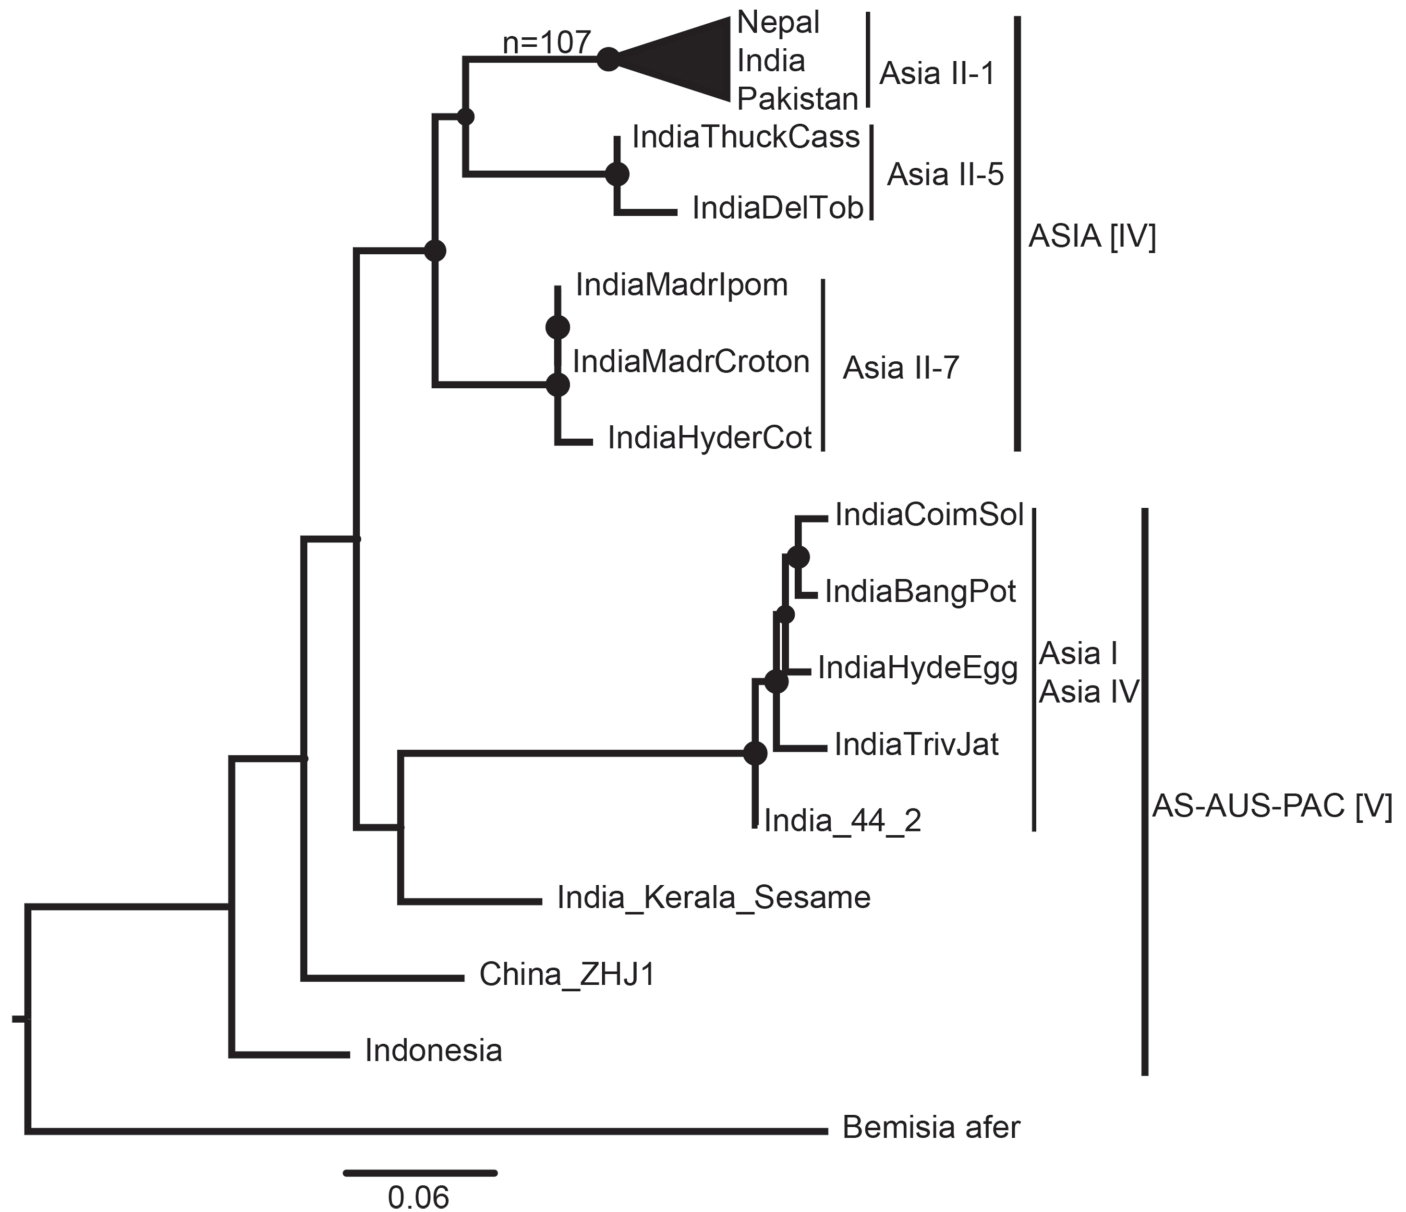 n=107
Nepal
India
Pakistan
Asia II-1
IndiaThuckCass
IndiaDelTob
Asia II-5
ASIA [IV]
IndiaMadrIpom
IndiaMadrCroton
IndiaHyderCot
Asia II-7
IndiaCoimSol
IndiaBangPot
IndiaHydeEgg
IndiaTrivJat
India_44_2
Asia I
Asia IV
AS-AUS-PAC [V]
India_Kerala_Sesame
China_ZHJ1
Indonesia
Bemisia afer
0.06